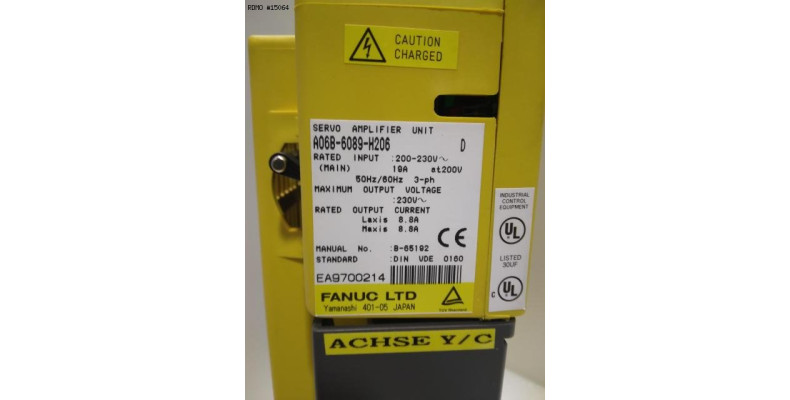 RDMO #15064
CAUTION
CHARGED
SERVO AMPLIFIER UNIT
A06B-6089-H206 D
RATED INPUT :200-230V~
(MAIN) 19A at200V
50Hz/60Hz 3-ph
MAXIMUM OUTPUT VOLTAGE
:230V~
RATED OUTPUT CURRENT
Laxis 8.8A
Maxis 8.8A
MANUAL No. :B-65192
STANDARD :DIN VDE 0160
CE
EA9700214
FANUC LTD
Yamanashi 401-05 JAPAN
INDUSTRIAL
CONTROL
EQUIPMENT
UL
LISTED
30UF
C UL
ACHSE Y/C